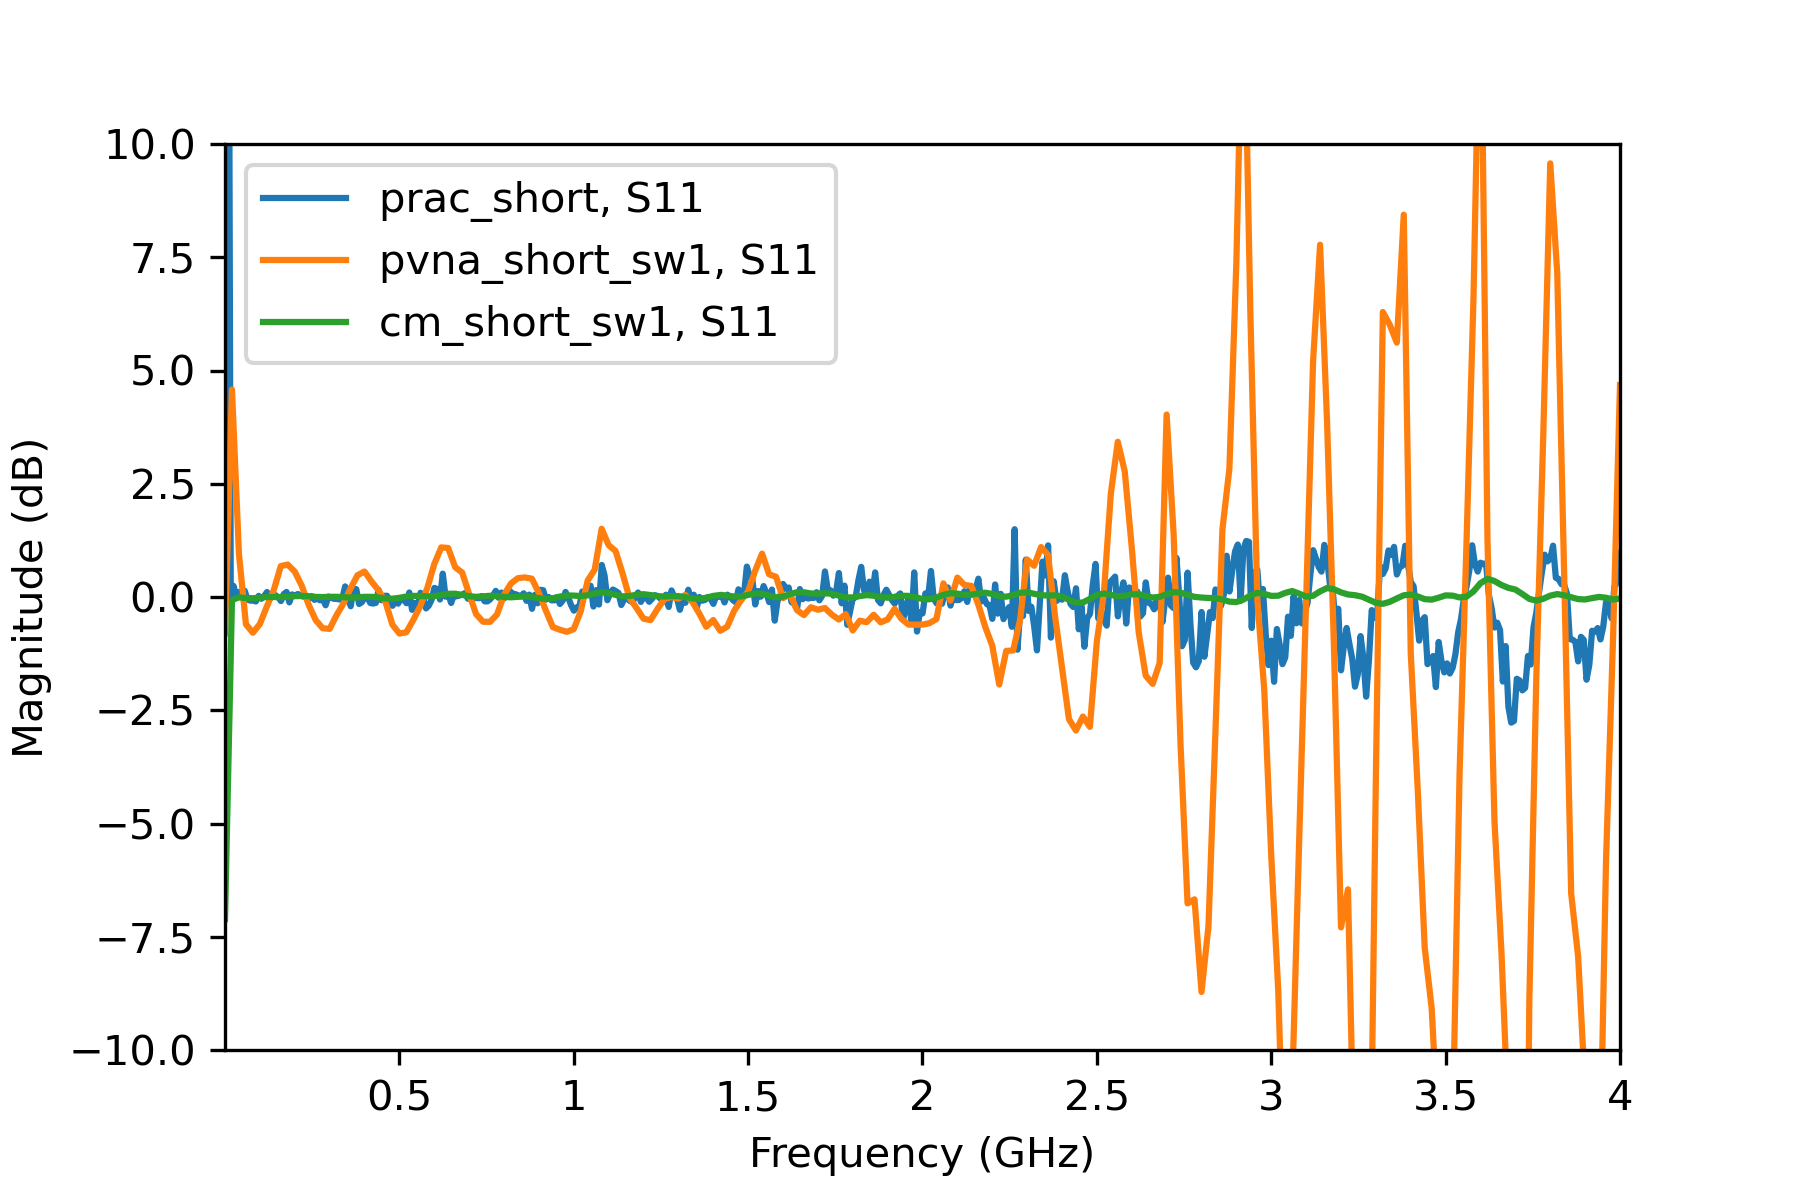 prac_short, S11
pvna_short_sw1, S11
cm_short_sw1, S11
Magnitude (dB)
10.0
7.5
5.0
2.5
0.0
−2.5
−5.0
−7.5
−10.0
0.5 1 1.5 2 2.5 3 3.5 4
Frequency (GHz)